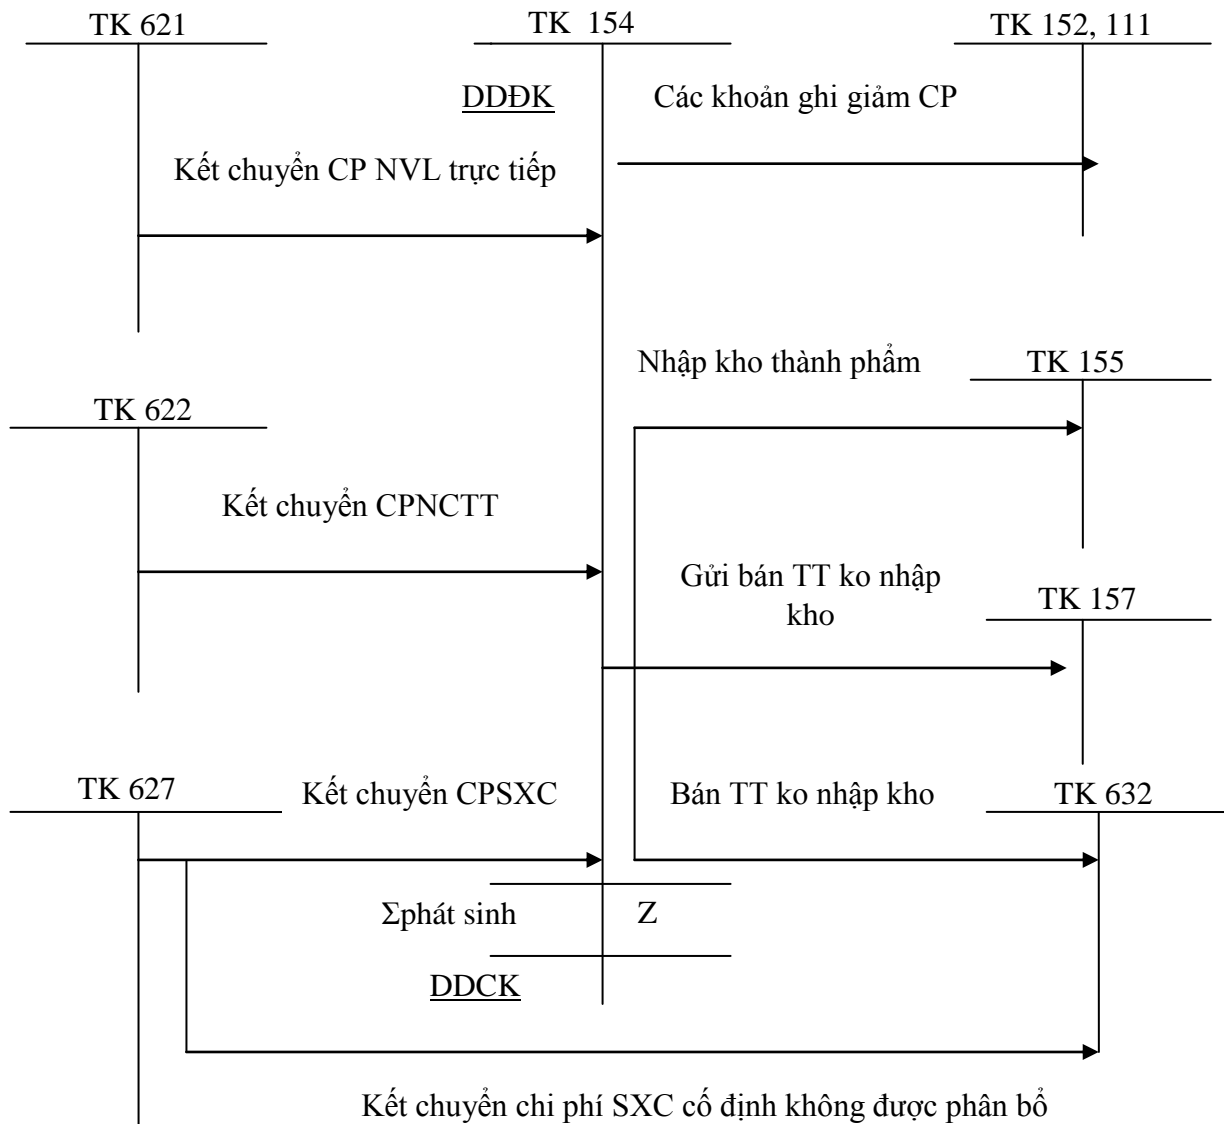 TK 621
TK 154
TK 152, 111
DDĐK
Các khoản ghi giảm CP
Kết chuyển CP NVL trực tiếp
Nhập kho thành phẩm
TK 155
TK 622
Kết chuyển CPNCTT
Gửi bán TT ko nhập
kho
TK 157
TK 627
Kết chuyển CPSXC
Bán TT ko nhập kho
TK 632
Σphát sinh
Z
DDCK
Kết chuyển chi phí SXC cố định không được phân bổ